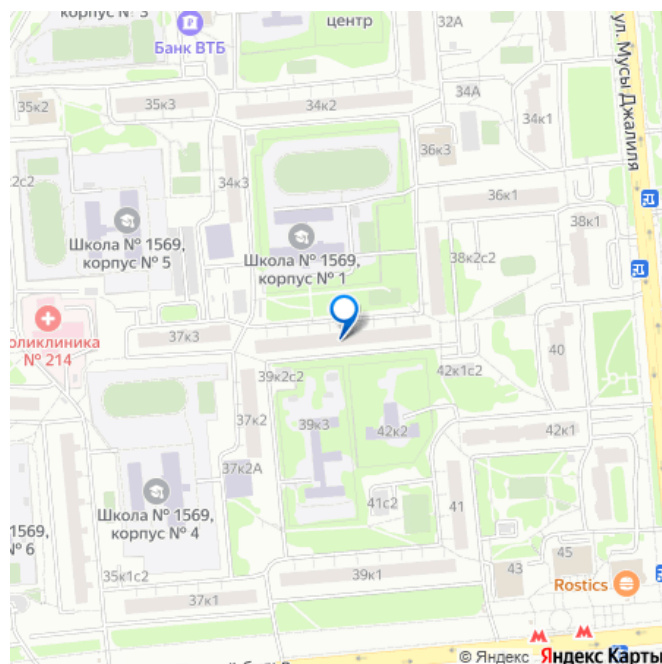 корпус № 3
центр
32А
Банк ВТБ
ул. Мусы Джалиля
35к2
35к3
34к2
34А
34к1
36к3
2с2
34к3
36к1
38к1
Школа № 1569,
корпус № 5
Школа № 1569,
корпус № 1
38к2с2
оликлиника
№ 214
37к3
40
39к2с2
42к1с2
37к2
39к3
42к2
42к1
37к2А
Школа № 1569,
корпус № 4
41с2
41
1569,
№ 6
35к1с2
39к1
43
45
Rostics
37к1
© Яндекс Яндекс Карты